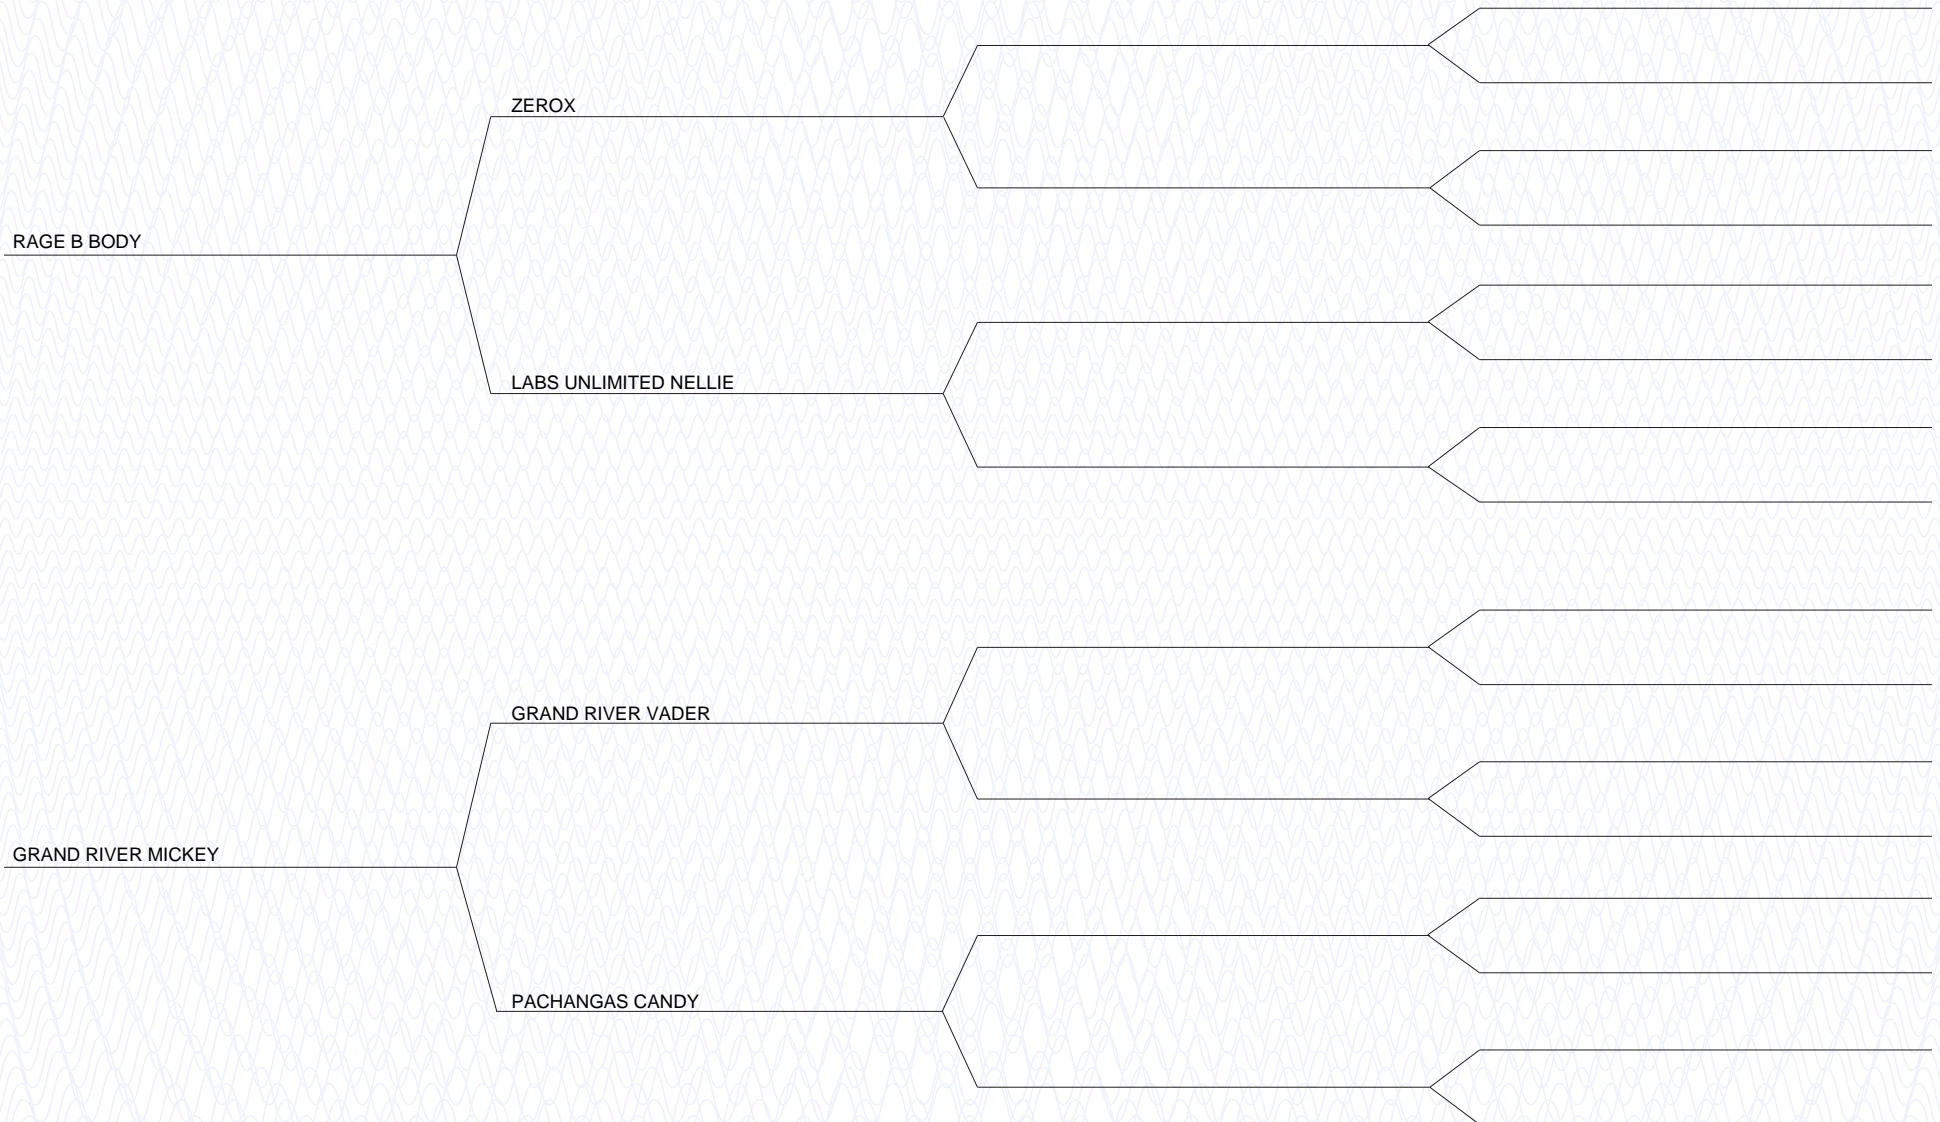 ZEROX
RAGE B BODY
LABS UNLIMITED NELLIE
GRAND RIVER VADER
GRAND RIVER MICKEY
PACHANGAS CANDY